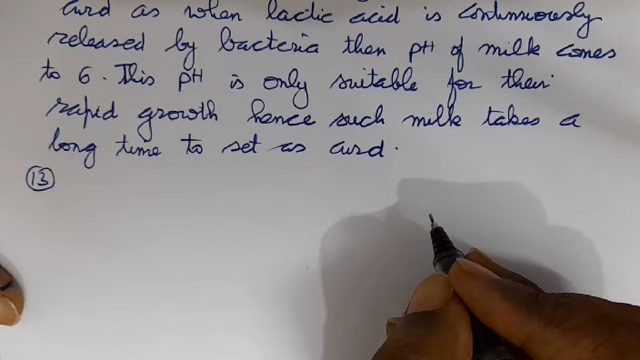 curd as when lactic acid is continuously
released by bacteria then pH of milk comes
to 6. This pH is only suitable for their
rapid growth hence such milk takes a
long time to set as curd.
13